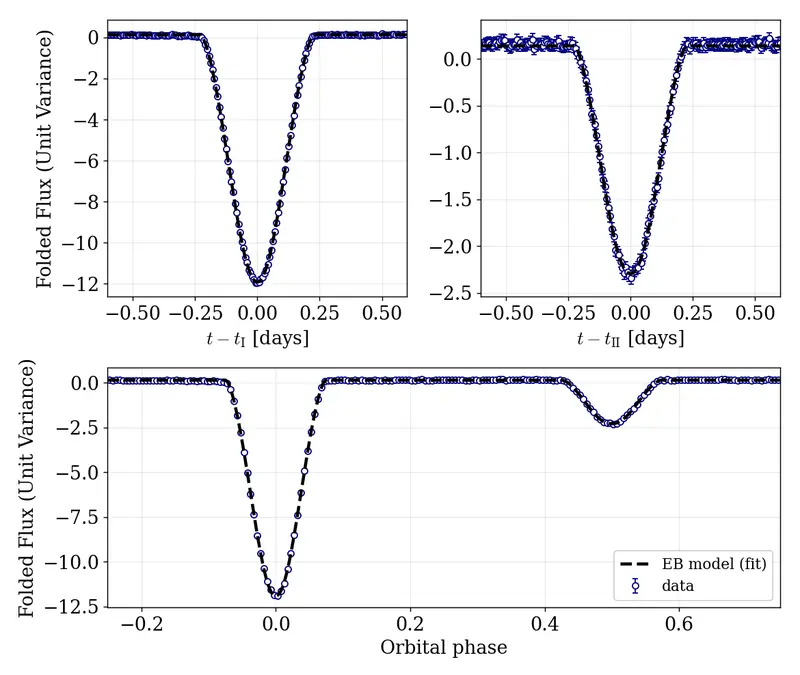 Folded Flux (Unit Variance)
0
−2
−4
−6
−8
−10
−12
−0.50 −0.25 0.00 0.25 0.50
t − tI [days]
0.0
−0.5
−1.0
−1.5
−2.0
−2.5
−0.50 −0.25 0.00 0.25 0.50
t − tII [days]
Folded Flux (Unit Variance)
0.0
−2.5
−5.0
−7.5
−10.0
−12.5
−0.2 0.0 0.2 0.4 0.6
Orbital phase
EB model (fit)
data